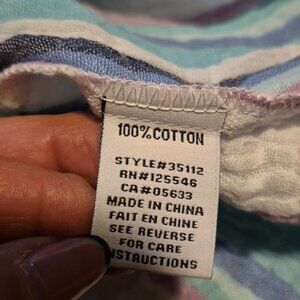 100% COTTON
STYLE#35112
RN#125546
CA#05633
MADE IN CHINA
FAIT EN CHINE
SEE REVERSE
FOR CARE
INSTRUCTIONS